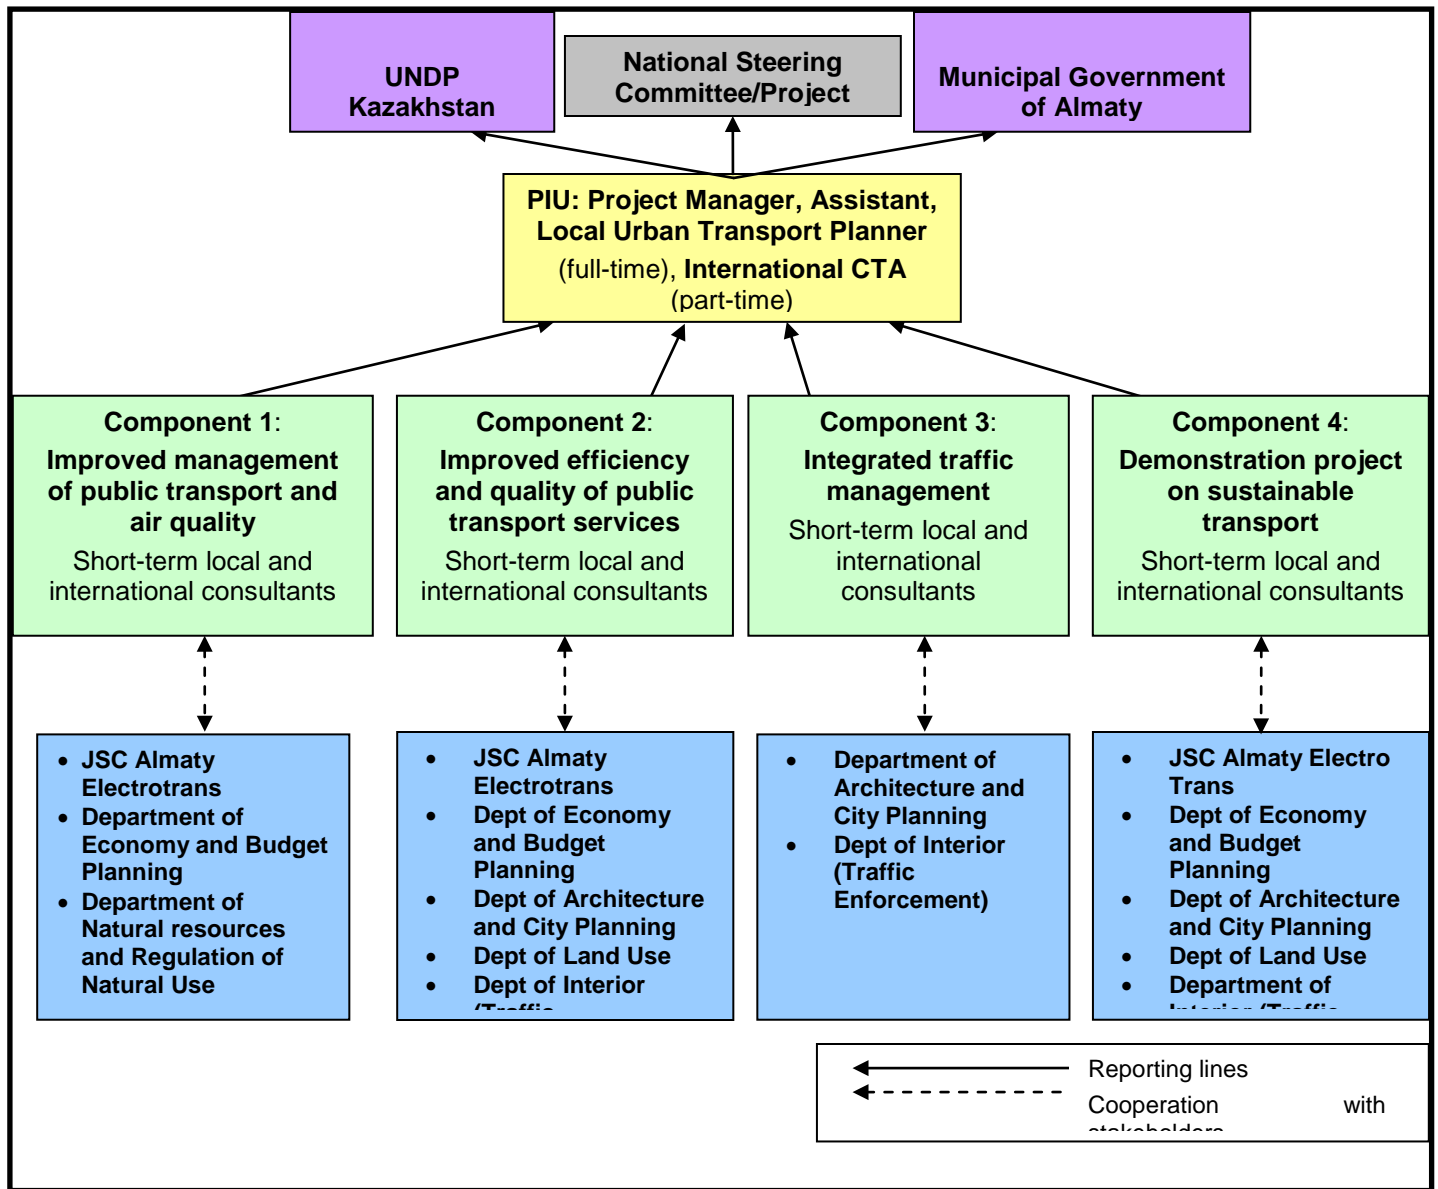 UNDP
Kazakhstan
National Steering
Committee/Project
Municipal Government
of Almaty
PIU: Project Manager, Assistant,
Local Urban Transport Planner
(full-time), International CTA
(part-time)
Component 1:
Improved management
of public transport and
air quality
Short-term local and
international consultants
Component 2:
Improved efficiency
and quality of public
transport services
Short-term local and
international consultants
Component 3:
Integrated traffic
management
Short-term local and
international
consultants
Component 4:
Demonstration project
on sustainable
transport
Short-term local and
international consultants
• JSC Almaty
Electrotrans
• Department of
Economy and Budget
Planning
• Department of
Natural resources
and Regulation of
Natural Use
• JSC Almaty
Electrotrans
• Dept of Economy
and Budget
Planning
• Dept of Architecture
and City Planning
• Dept of Land Use
• Dept of Interior
(Traffic
• Department of
Architecture and
City Planning
• Dept of Interior
(Traffic
Enforcement)
• JSC Almaty Electro
Trans
• Dept of Economy
and Budget
Planning
• Dept of Architecture
and City Planning
• Dept of Land Use
• Department of
Interior (Traffic
Reporting lines
Cooperation with
stakeholders